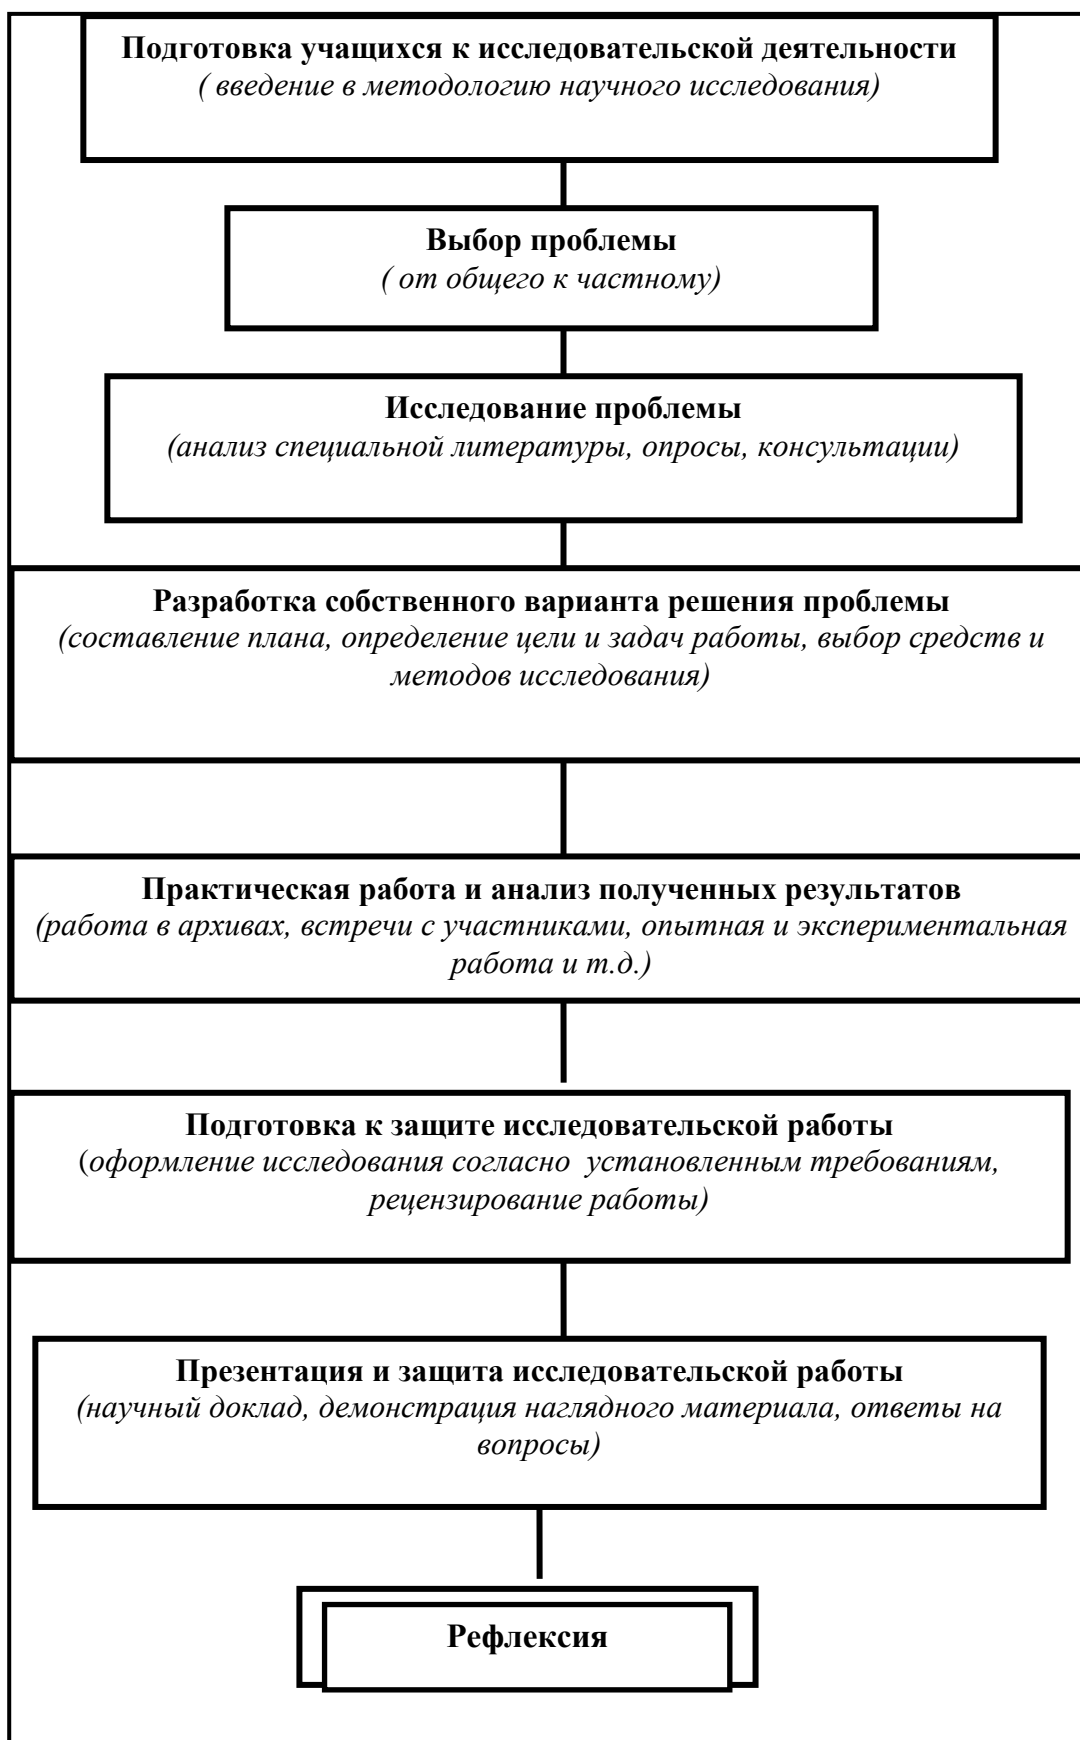 Подготовка учащихся к исследовательской деятельности
( введение в методологию научного исследования)
Выбор проблемы
( от общего к частному)
Исследование проблемы
(анализ специальной литературы, опросы, консультации)
Разработка собственного варианта решения проблемы
(составление плана, определение цели и задач работы, выбор средств и
методов исследования)
Практическая работа и анализ полученных результатов
(работа в архивах, встречи с участниками, опытная и экспериментальная
работа и т.д.)
Подготовка к защите исследовательской работы
(оформление исследования согласно установленным требованиям,
рецензирование работы)
Презентация и защита исследовательской работы
(научный доклад, демонстрация наглядного материала, ответы на
вопросы)
Рефлексия